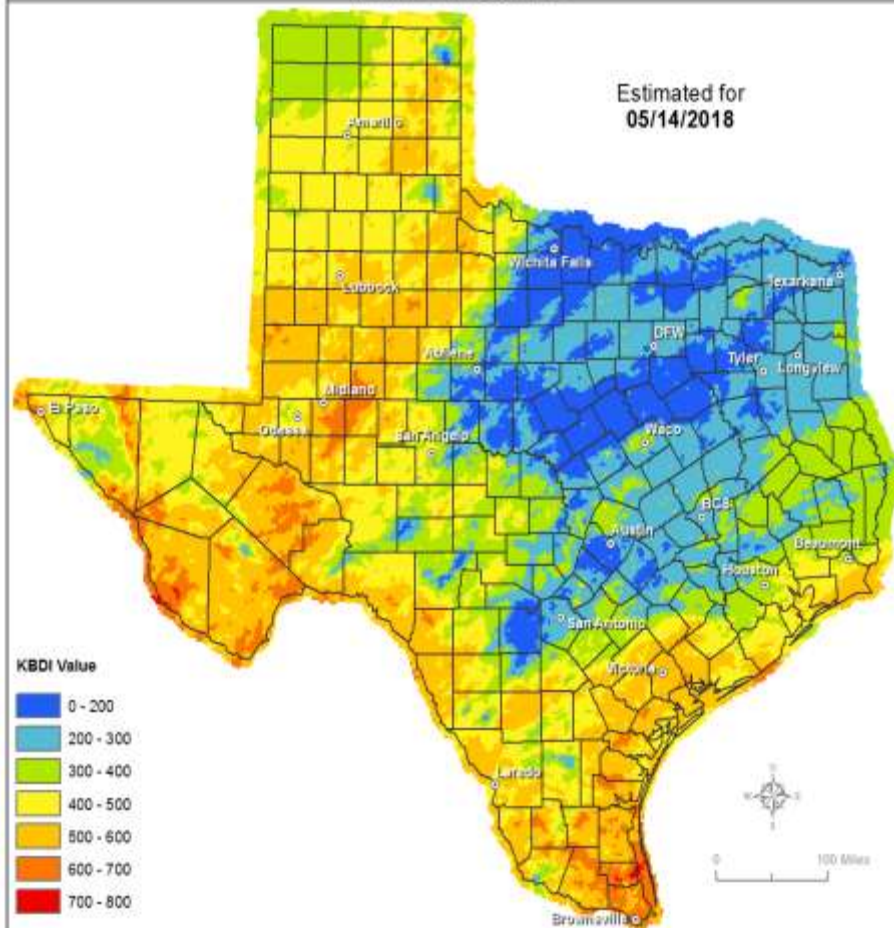 Estimated for
05/14/2018
Amarillo
Wichita Falls
Texarkana
Lubbock
DFW
Abilene
Tyler
Longview
Midland
El Paso
Odessa
San Angelo
Waco
BCS
Austin
Beaumont
Houston
San Antonio
Victoria
Laredo
Brownsville
KBDI Value
0 - 200
200 - 300
300 - 400
400 - 500
500 - 600
600 - 700
700 - 800
0 100 Miles